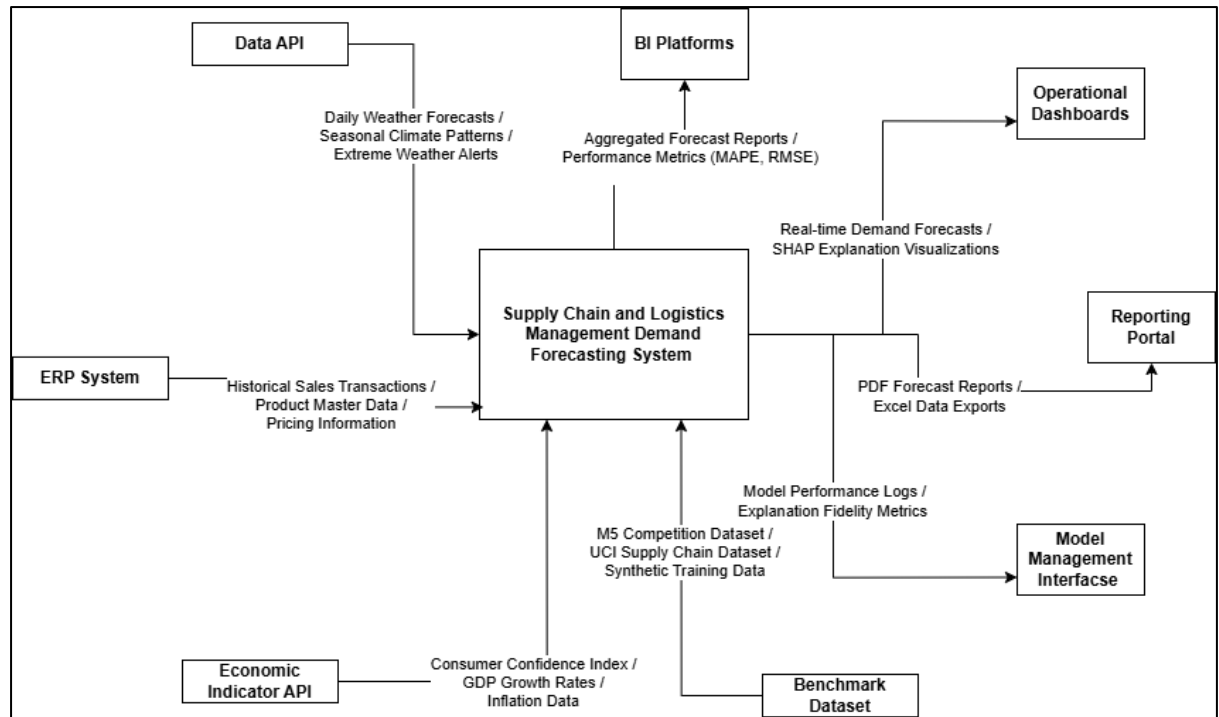 Data API
BI Platforms
Operational
Dashboards
Daily Weather Forecasts /
Seasonal Climate Patterns /
Extreme Weather Alerts
Aggregated Forecast Reports /
Performance Metrics (MAPE, RMSE)
Real-time Demand Forecasts /
SHAP Explanation Visualizations
Supply Chain and Logistics
Management Demand
Forecasting System
Reporting
Portal
ERP System
Historical Sales Transactions /
Product Master Data /
Pricing Information
PDF Forecast Reports /
Excel Data Exports
Model Performance Logs /
Explanation Fidelity Metrics
M5 Competition Dataset /
UCI Supply Chain Dataset /
Synthetic Training Data
Model
Management
Interfacse
Economic
Indicator API
Consumer Confidence Index /
GDP Growth Rates /
Inflation Data
Benchmark
Dataset